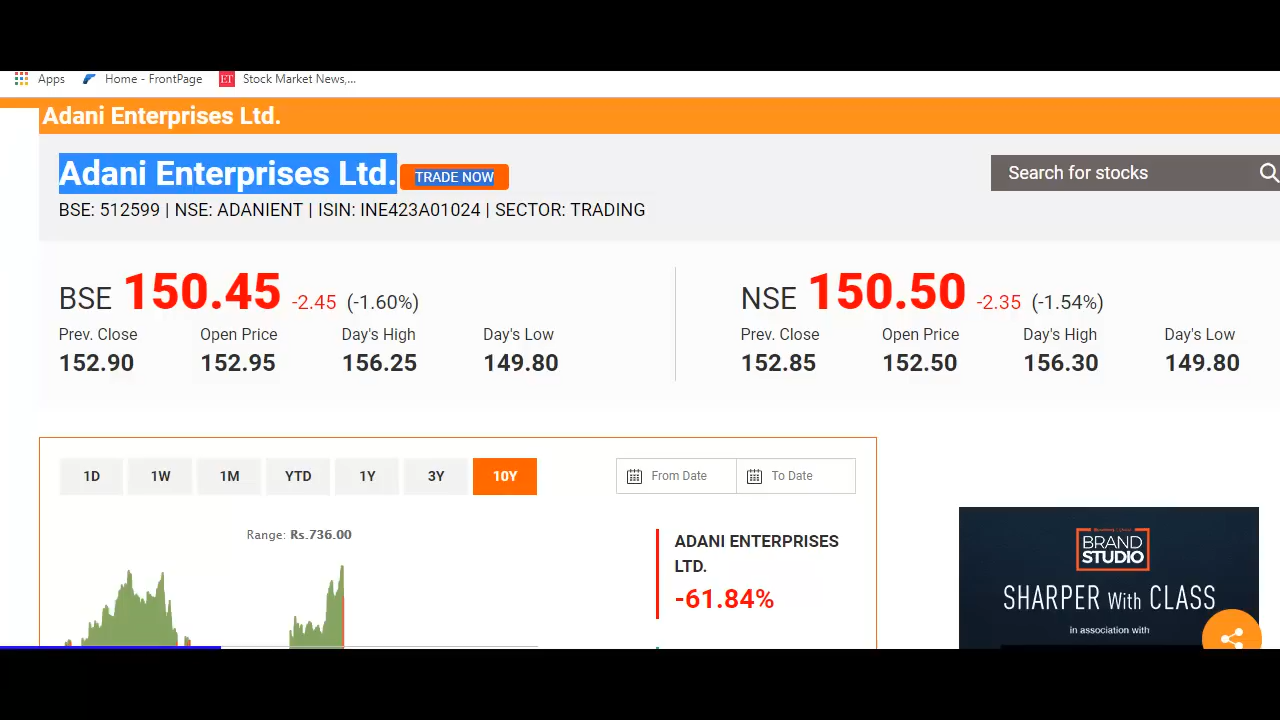 Apps Home - FrontPage ET Stock Market News,...
Adani Enterprises Ltd.
Adani Enterprises Ltd. TRADE NOW
Search for stocks
BSE: 512599 | NSE: ADANIENT | ISIN: INE423A01024 | SECTOR: TRADING
BSE 150.45 -2.45 (-1.60%)
Prev. Close Open Price Day's High Day's Low
152.90 152.95 156.25 149.80
NSE 150.50 -2.35 (-1.54%)
Prev. Close Open Price Day's High Day's Low
152.85 152.50 156.30 149.80
1D 1W 1M YTD 1Y 3Y 10Y
From Date To Date
Range: Rs.736.00
ADANI ENTERPRISES
LTD.
-61.84%
BRAND
STUDIO
SHARPER With CLASS
in association with